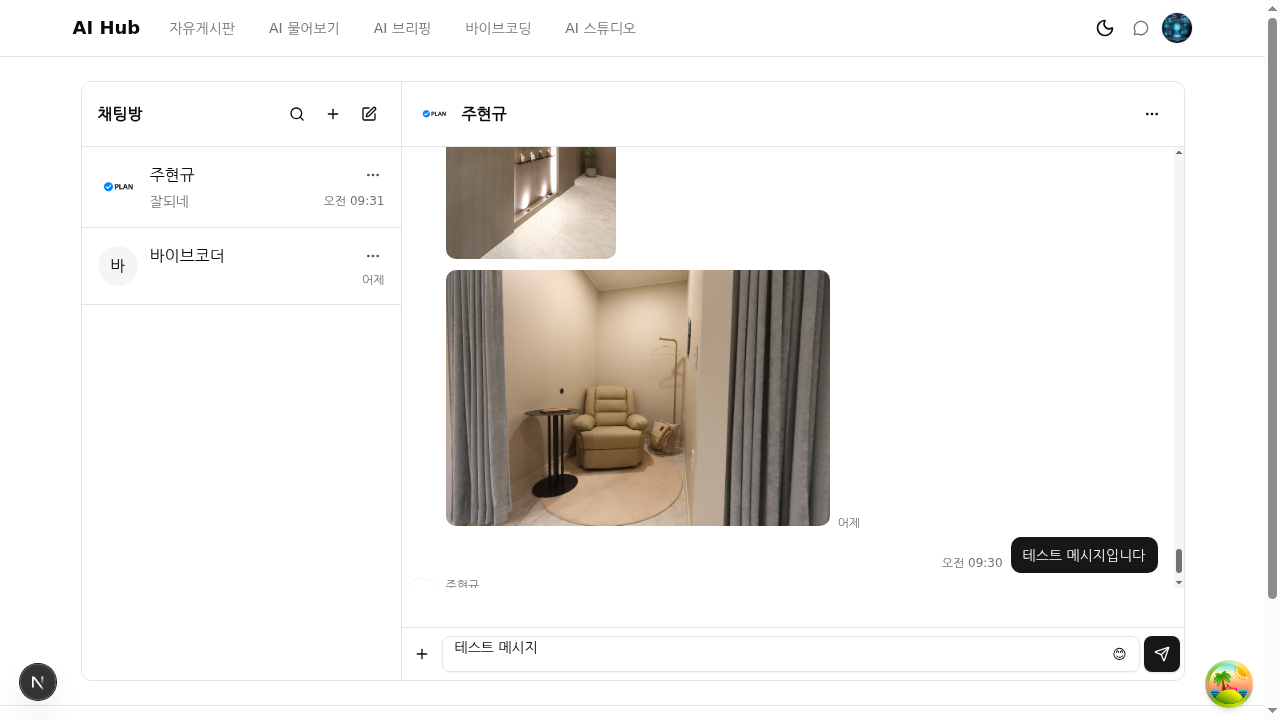 AI Hub 자유게시판 AI 물어보기 AI 브리핑 바이브코딩 AI 스튜디오
채팅방
PLAN 주현규
PLAN 주현규
잘되네 오전 09:31
바 바이브코더
어제
어제
오전 09:30 테스트 메시지입니다
주현규
테스트 메시지
N